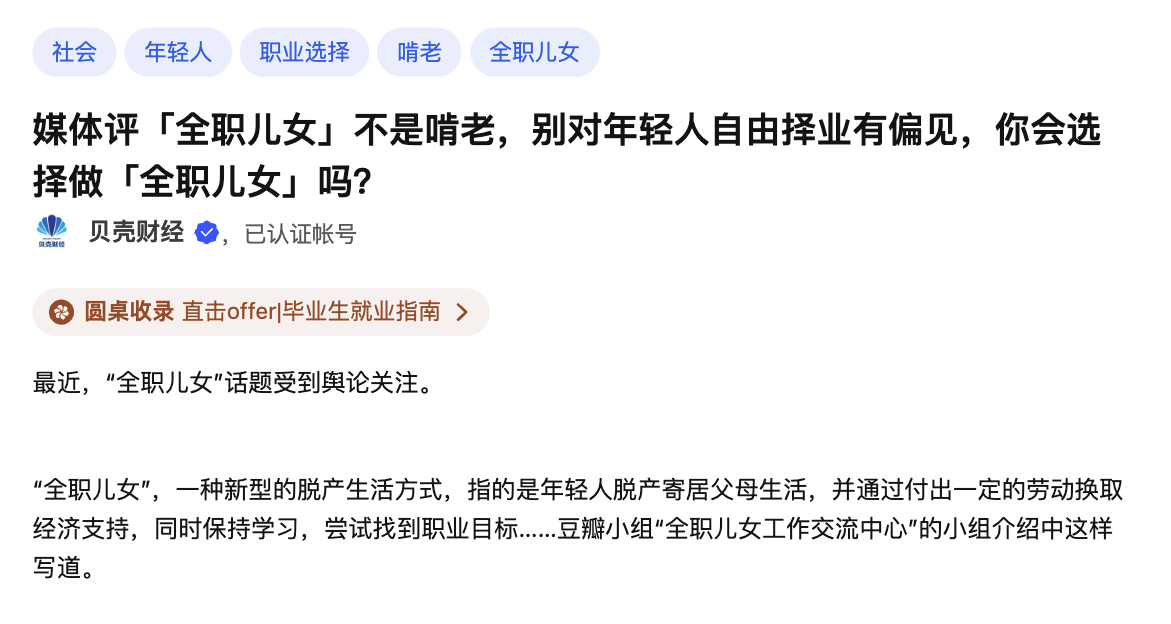 社会 年轻人 职业选择 啃老 全职儿女
媒体评「全职儿女」不是啃老，别对年轻人自由择业有偏见，你会选
择做「全职儿女」吗？
贝壳财经
贝壳财经 ，已认证帐号
圆桌收录 直击offer|毕业生就业指南
最近，“全职儿女”话题受到舆论关注。
“全职儿女”，一种新型的脱产生活方式，指的是年轻人脱产寄居父母生活，并通过付出一定的劳动换取
经济支持，同时保持学习，尝试找到职业目标……豆瓣小组“全职儿女工作交流中心”的小组介绍中这样
写道。